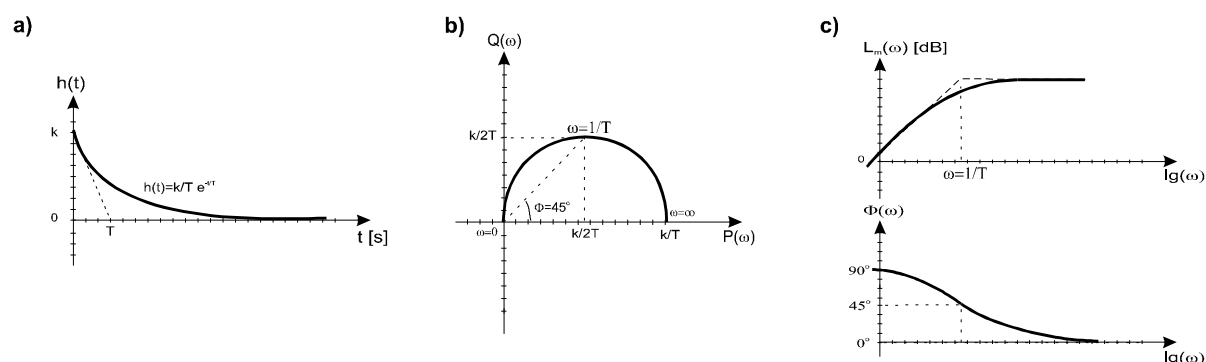 a)
h(t)
k
h(t)=k/T e^-t/T
0
T
t [s]
b)
Q(ω)
k/2T
ω=1/T
Φ=45°
ω=0
ω=∞
k/2T
k/T
P(ω)
c)
Lₘ(ω) [dB]
0
ω=1/T
lg(ω)
Φ(ω)
90°
45°
0°
lg(ω)